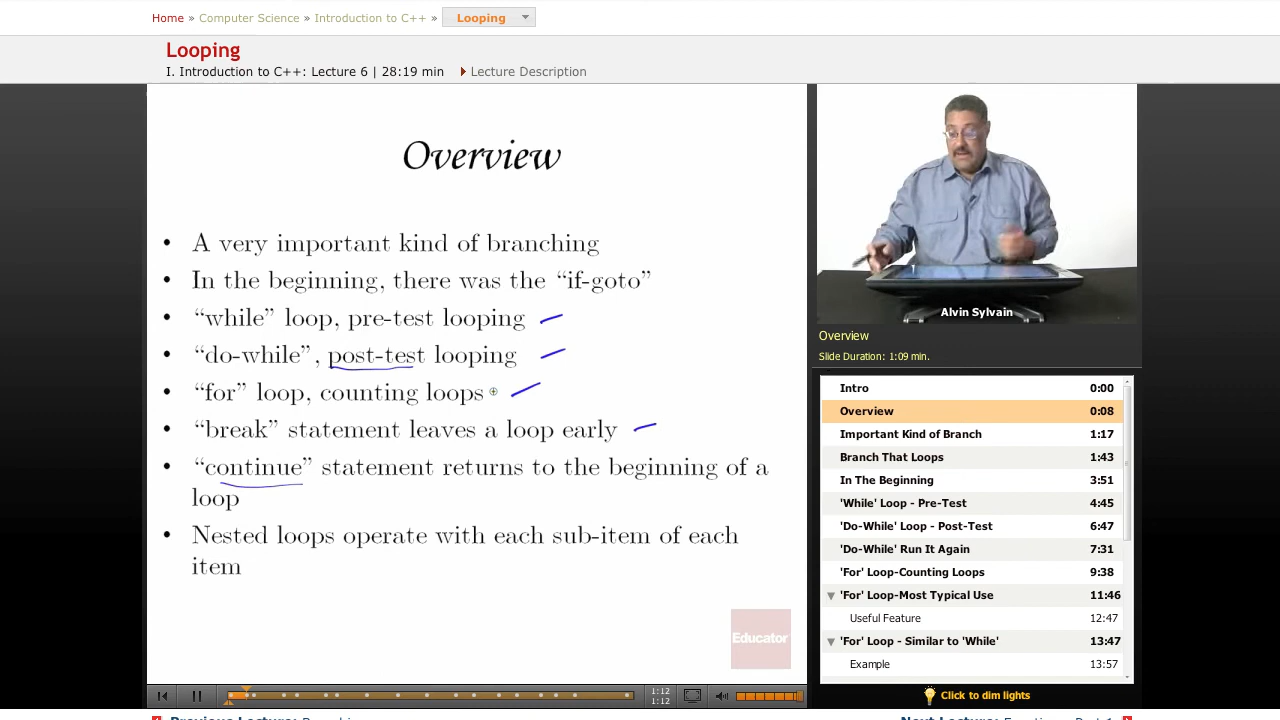 Home » Computer Science » Introduction to C++ » Looping
Looping
I. Introduction to C++: Lecture 6 | 28:19 min Lecture Description
Overview
• A very important kind of branching
• In the beginning, there was the “if-goto”
• “while” loop, pre-test looping
• “do-while”, post-test looping
• “for” loop, counting loops
• “break” statement leaves a loop early
• “continue” statement returns to the beginning of a
loop
• Nested loops operate with each sub-item of each
item
Educator
Alvin Sylvain
Overview
Slide Duration: 1:09 min.
Intro 0:00
Overview 0:08
Important Kind of Branch 1:17
Branch That Loops 1:43
In The Beginning 3:51
'While' Loop - Pre-Test 4:45
'Do-While' Loop - Post-Test 6:47
'Do-While' Run It Again 7:31
'For' Loop-Counting Loops 9:38
'For' Loop-Most Typical Use 11:46
Useful Feature 12:47
'For' Loop - Similar to 'While' 13:47
Example 13:57
1:12
1:12
Click to dim lights
Previous Lecture:
Next Lecture: